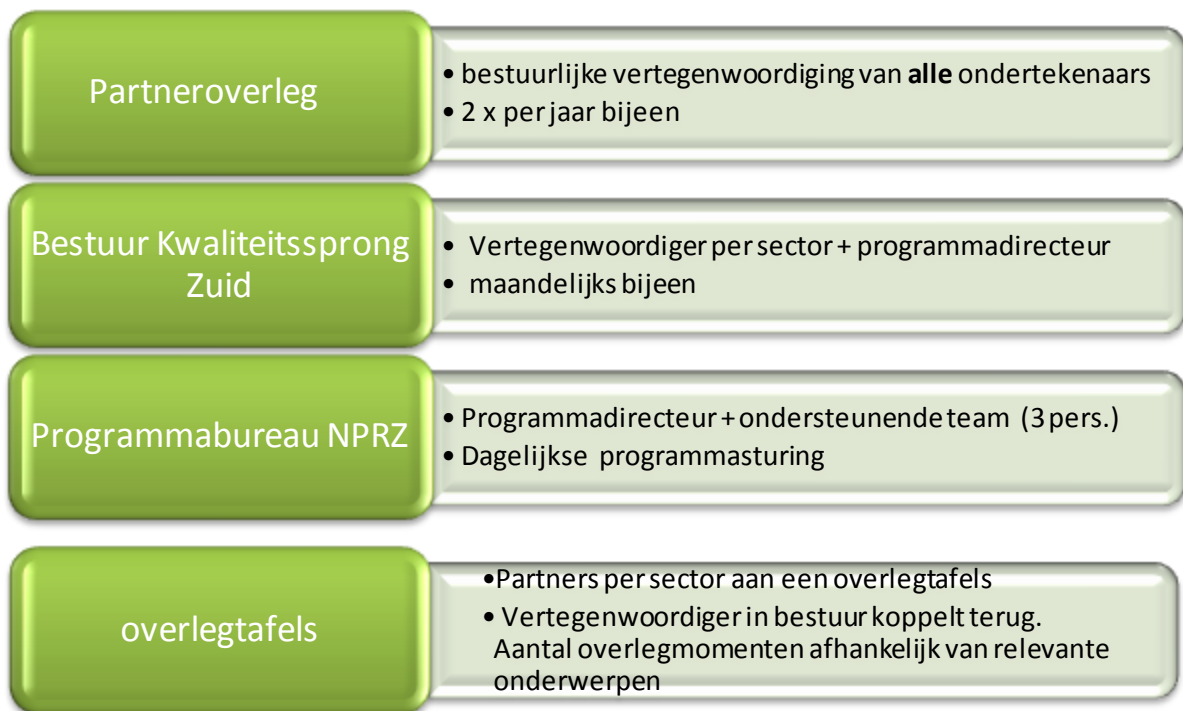 Partneroverleg
• bestuurlijke vertegenwoordiging van alle ondertekenaars
• 2 x per jaar bijeen
Bestuur Kwaliteitssprong
Zuid
• Vertegenwoordiger per sector + programmadirecteur
• maandelijks bijeen
Programmabureau NPRZ
• Programmadirecteur + ondersteunende team (3 pers.)
• Dagelijkse programmasturing
overlegtafels
•Partners per sector aan een overlegtafels
• Vertegenwoordiger in bestuur koppelt terug.
Aantal overlegmomenten afhankelijk van relevante
onderwerpen